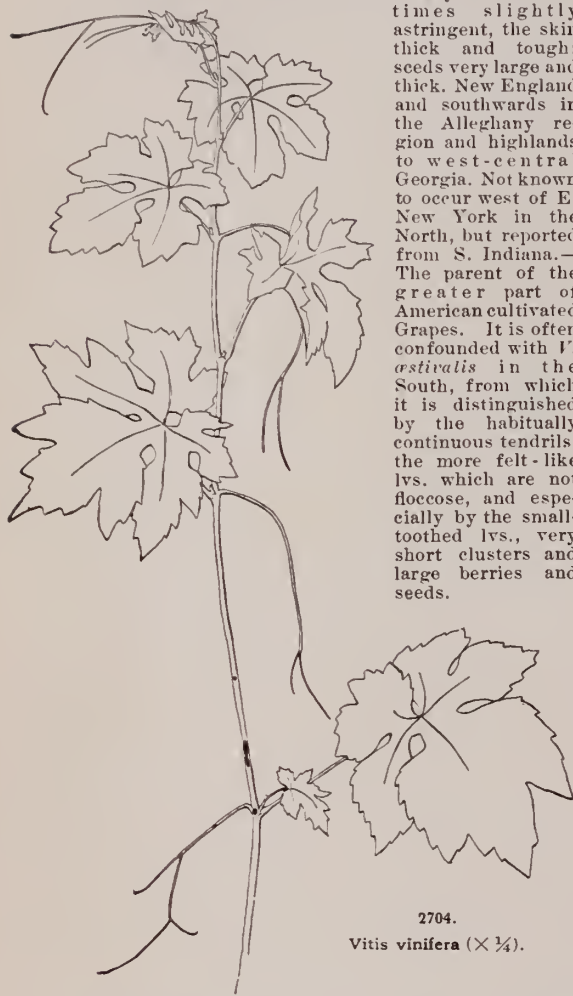 times slightly
astringent, the skin
thick and tough;
seeds very large and
thick. New England
and southwards in
the Alleghany re-
gion and highlands
to west-central
Georgia. Not known
to occur west of E.
New York in the
North, but reported
from S. Indiana.—
The parent of the
greater part of
American cultivated
Grapes. It is often
confounded with V.
æstivalis in the
South, from which
it is distinguished
by the habitually
continuous tendrils,
the more felt-like
lvs. which are not
floccose, and espe-
cially by the small-
toothed lvs., very
short clusters and
large berries and
seeds.
2704.
Vitis vinifera (× ¼).